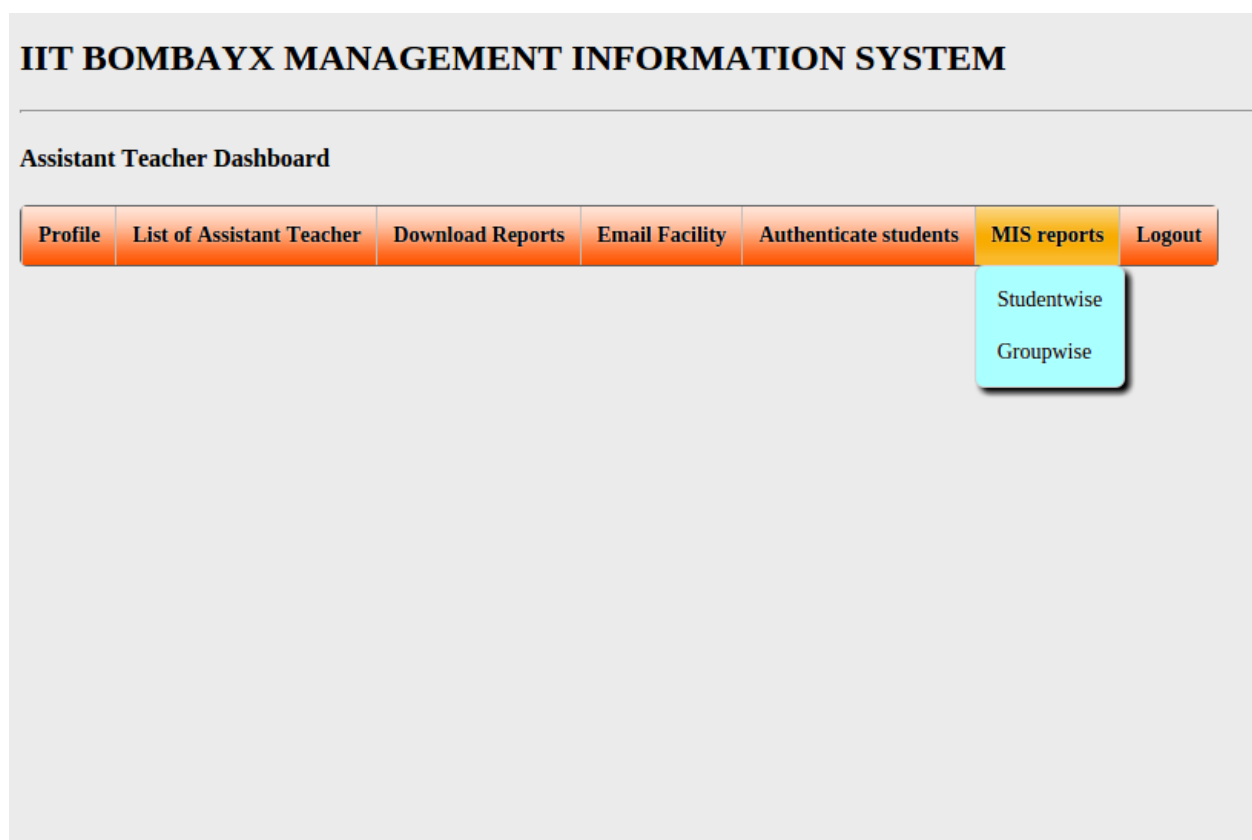 IIT BOMBAYX MANAGEMENT INFORMATION SYSTEM
Assistant Teacher Dashboard
Profile List of Assistant Teacher Download Reports Email Facility Authenticate students MIS reports Logout
Studentwise
Groupwise